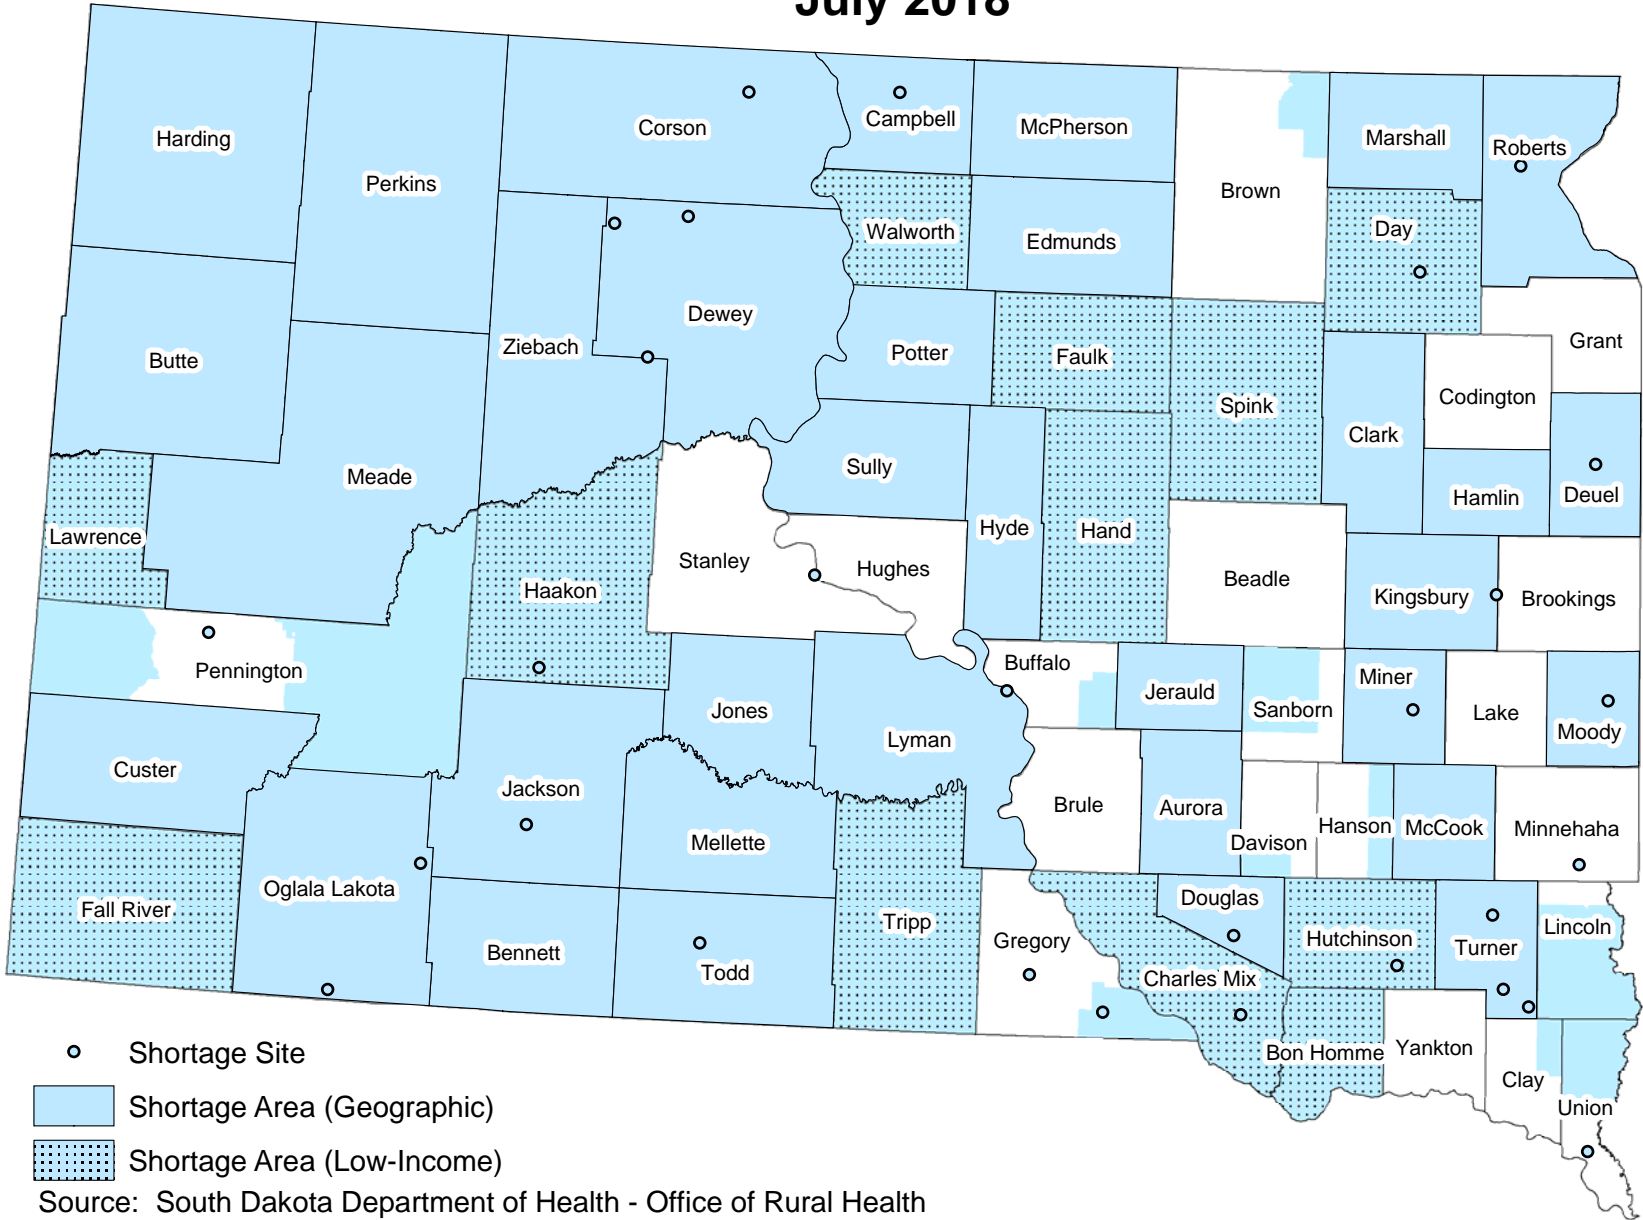 July 2018
Harding
Perkins
Corson
Campbell
McPherson
Brown
Marshall
Roberts
Walworth
Edmunds
Day
Butte
Ziebach
Dewey
Potter
Faulk
Spink
Clark
Codington
Grant
Meade
Sully
Hyde
Hand
Hamlin
Deuel
Lawrence
Haakon
Stanley
Hughes
Beadle
Kingsbury
Brookings
Pennington
Jones
Lyman
Buffalo
Jerauld
Sanborn
Miner
Lake
Moody
Custer
Jackson
Mellette
Brule
Aurora
Davison
Hanson
McCook
Minnehaha
Fall River
Oglala Lakota
Bennett
Todd
Tripp
Gregory
Charles Mix
Douglas
Hutchinson
Turner
Lincoln
Bon Homme
Yankton
Clay
Union
Shortage Site
Shortage Area (Geographic)
Shortage Area (Low-Income)
Source: South Dakota Department of Health - Office of Rural Health